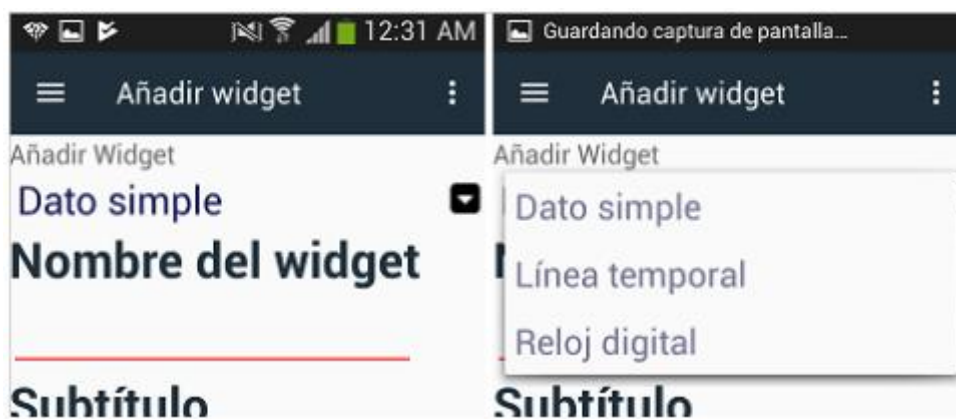 12:31 AM
Añadir widget
Añadir Widget
Dato simple
Nombre del widget
Subtítulo
Guardando captura de pantalla...
Añadir widget
Añadir Widget
Dato simple
Línea temporal
Reloj digital
Subtítulo